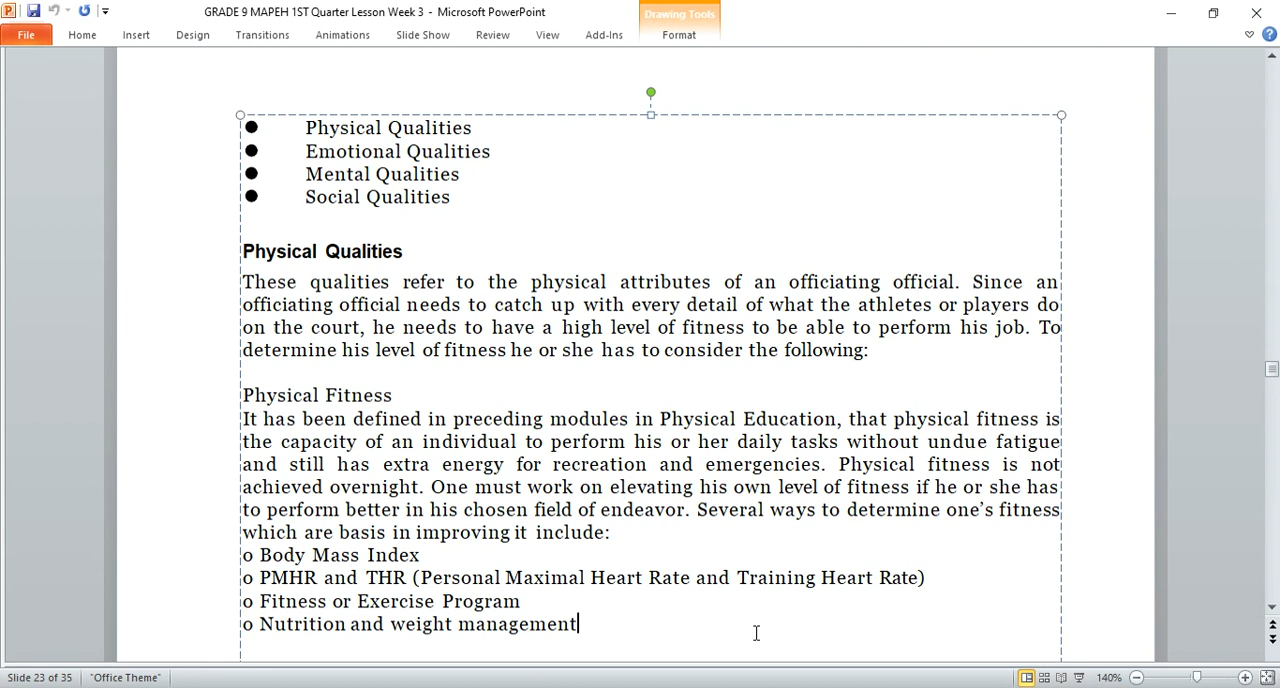 GRADE 9 MAPEH 1ST Quarter Lesson Week 3 - Microsoft PowerPoint
Drawing Tools
File Home Insert Design Transitions Animations Slide Show Review View Add-Ins Format
● Physical Qualities
● Emotional Qualities
● Mental Qualities
● Social Qualities
Physical Qualities
These qualities refer to the physical attributes of an officiating official. Since an
officiating official needs to catch up with every detail of what the athletes or players do
on the court, he needs to have a high level of fitness to be able to perform his job. To
determine his level of fitness he or she has to consider the following:
Physical Fitness
It has been defined in preceding modules in Physical Education, that physical fitness is
the capacity of an individual to perform his or her daily tasks without undue fatigue
and still has extra energy for recreation and emergencies. Physical fitness is not
achieved overnight. One must work on elevating his own level of fitness if he or she has
to perform better in his chosen field of endeavor. Several ways to determine one’s fitness
which are basis in improving it include:
o Body Mass Index
o PMHR and THR (Personal Maximal Heart Rate and Training Heart Rate)
o Fitness or Exercise Program
o Nutrition and weight management
Slide 23 of 35 "Office Theme" 140%